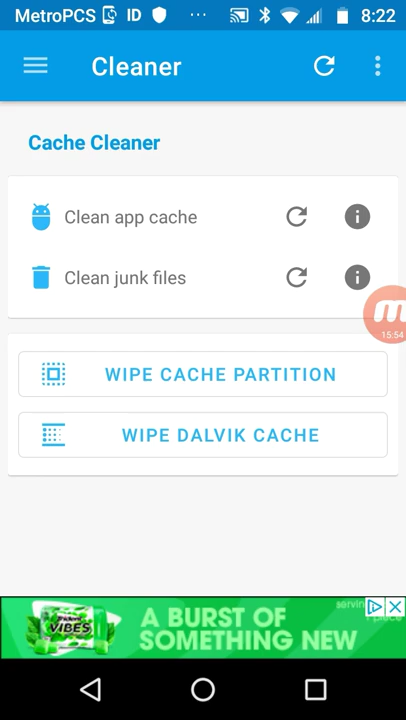 MetroPCS ID ... 8:22
Cleaner
Cache Cleaner
Clean app cache
Clean junk files
15:54
WIPE CACHE PARTITION
WIPE DALVIK CACHE
Trident
VIBES
A BURST OF
SOMETHING NEW